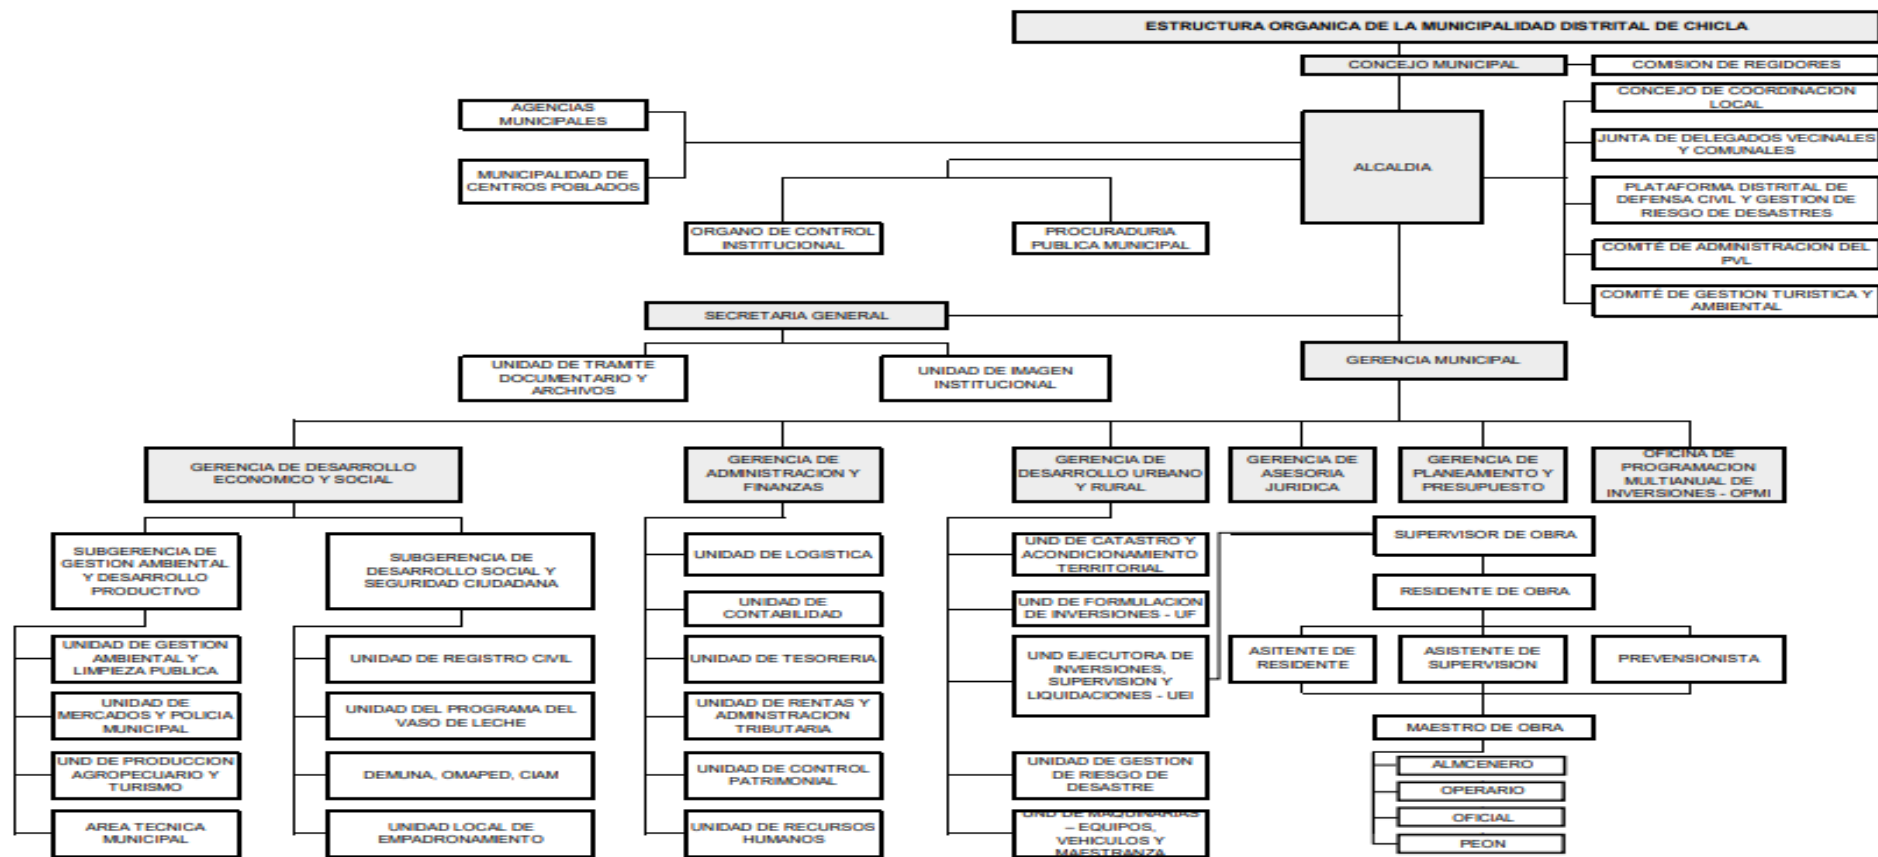 ESTRUCTURA ORGANICA DE LA MUNICIPALIDAD DISTRITAL DE CHICLA
CONCEJO MUNICIPAL
COMISION DE REGIDORES
AGENCIAS
MUNICIPALES
MUNICIPALIDAD DE
CENTROS POBLADOS
ALCALDIA
CONCEJO DE COORDINACION
LOCAL
JUNTA DE DELEGADOS VECINALES
Y COMUNALES
PLATAFORMA DISTRITAL DE
DEFENSA CIVIL Y GESTION DE
RIESGO DE DESASTRES
COMITÉ DE ADMINISTRACION DEL
PVL
COMITÉ DE GESTION TURISTICA Y
AMBIENTAL
ORGANO DE CONTROL
INSTITUCIONAL
PROCURADURIA
PUBLICA MUNICIPAL
SECRETARIA GENERAL
UNIDAD DE TRAMITE
DOCUMENTARIO Y
ARCHIVOS
UNIDAD DE IMAGEN
INSTITUCIONAL
GERENCIA MUNICIPAL
GERENCIA DE DESARROLLO
ECONOMICO Y SOCIAL
GERENCIA DE
ADMINISTRACION Y
FINANZAS
GERENCIA DE
DESARROLLO URBANO
Y RURAL
GERENCIA DE
ASESORIA
JURIDICA
GERENCIA DE
PLANEAMIENTO Y
PRESUPUESTO
OFICINA DE
PROGRAMACION
MULTIANUAL DE
INVERSIONES - OPMI
SUBGERENCIA DE
GESTION AMBIENTAL
Y DESARROLLO
PRODUCTIVO
UNIDAD DE GESTION
AMBIENTAL Y
LIMPIEZA PUBLICA
UNIDAD DE
MERCADOS Y POLICIA
MUNICIPAL
UND DE PRODUCCION
AGROPECUARIO Y
TURISMO
AREA TECNICA
MUNICIPAL
SUBGERENCIA DE
DESARROLLO SOCIAL Y
SEGURIDAD CIUDADANA
UNIDAD DE REGISTRO CIVIL
UNIDAD DEL PROGRAMA DEL
VASO DE LECHE
DEMUNA, OMAPED, CIAM
UNIDAD LOCAL DE
EMPADRONAMIENTO
UNIDAD DE LOGISTICA
UNIDAD DE
CONTABILIDAD
UNIDAD DE TESORERIA
UNIDAD DE RENTAS Y
ADMINSTRACION
TRIBUTARIA
UNIDAD DE CONTROL
PATRIMONIAL
UNIDAD DE RECURSOS
HUMANOS
UND DE CATASTRO Y
ACONDICIONAMIENTO
TERRITORIAL
UND DE FORMULACION
DE INVERSIONES - UF
UND EJECUTORA DE
INVERSIONES,
SUPERVISION Y
LIQUIDACIONES - UEI
UNIDAD DE GESTION
DE RIESGO DE
DESASTRE
UND DE MAQUINARIAS
– EQUIPOS,
VEHICULOS Y
MAESTRANZA
SUPERVISOR DE OBRA
RESIDENTE DE OBRA
ASITENTE DE
RESIDENTE
ASISTENTE DE
SUPERVISION
PREVENSIONISTA
MAESTRO DE OBRA
ALMCENERO
OPERARIO
OFICIAL
PEON